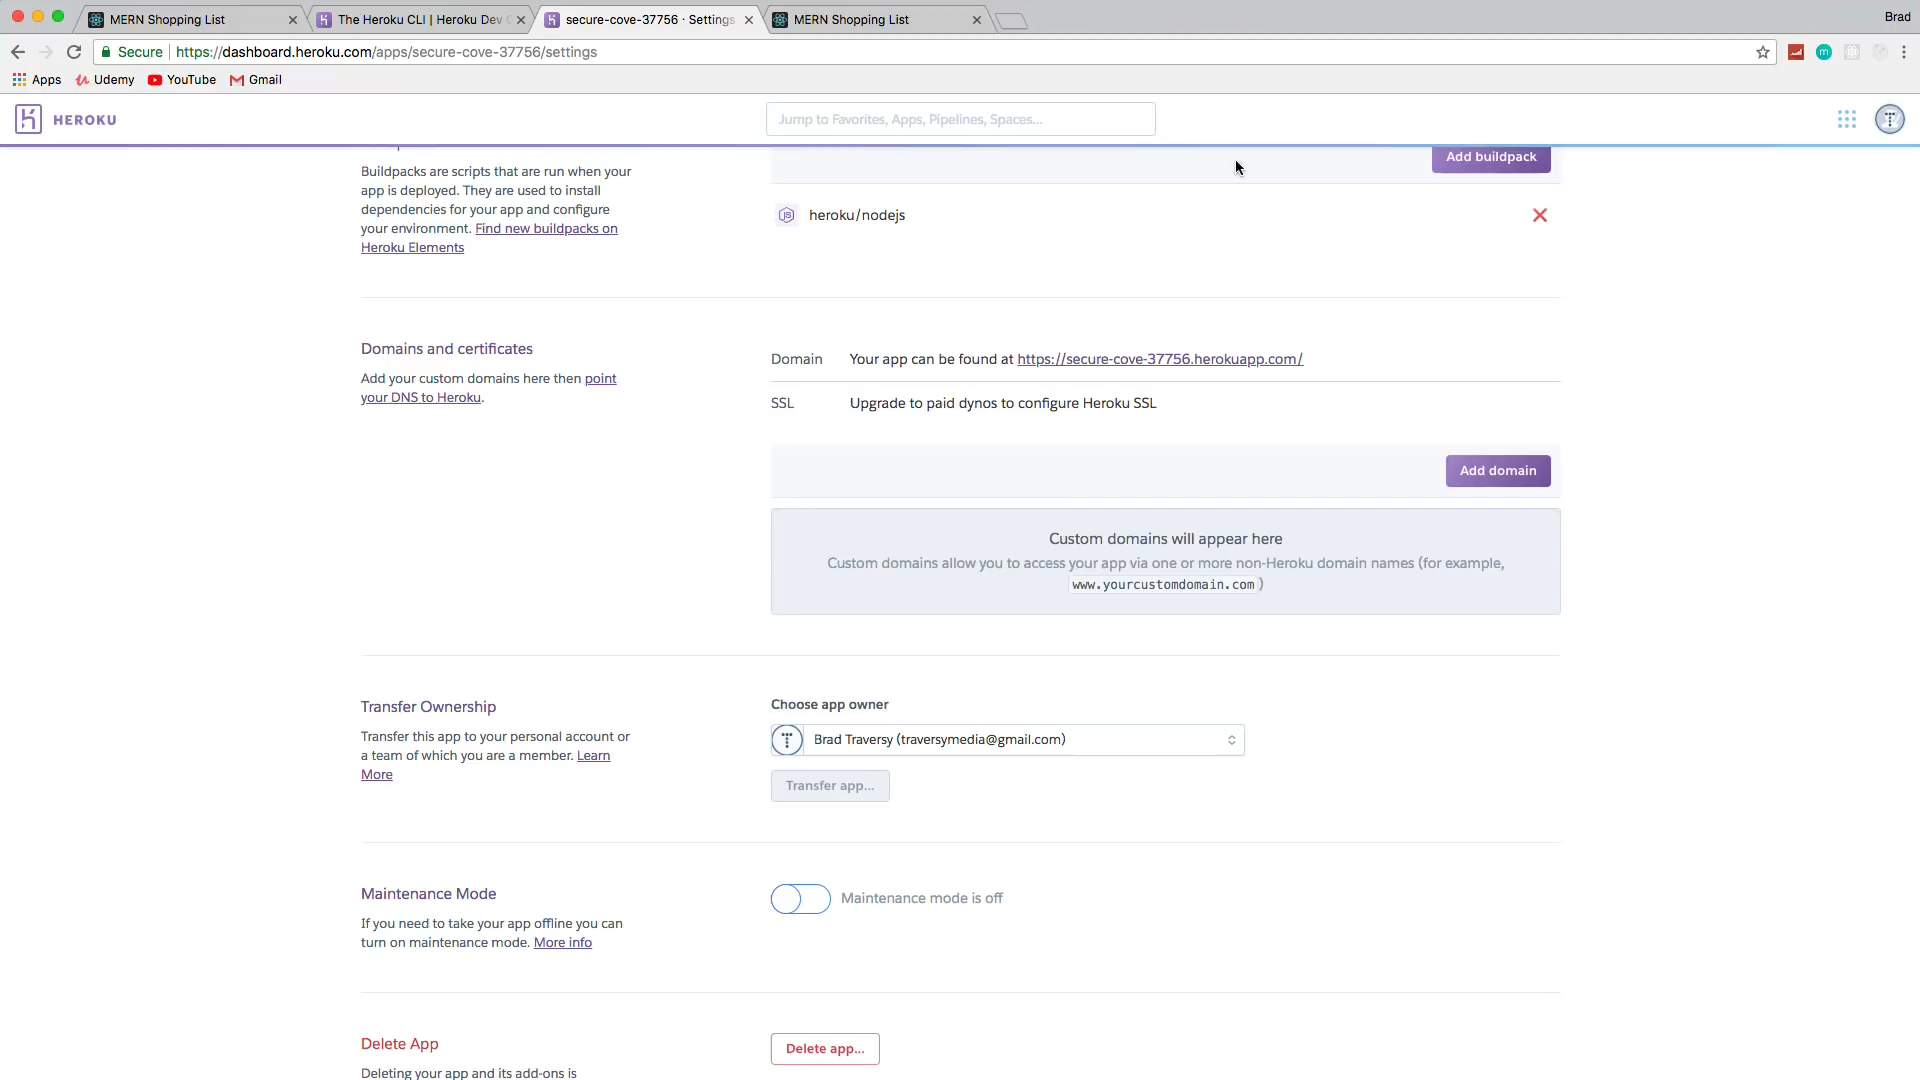 MERN Shopping List
The Heroku CLI | Heroku Dev
secure-cove-37756 · Settings
MERN Shopping List
Brad
Secure
https://dashboard.heroku.com/apps/secure-cove-37756/settings
Apps
Udemy
YouTube
Gmail
HEROKU
Jump to Favorites, Apps, Pipelines, Spaces...
Buildpacks are scripts that are run when your
app is deployed. They are used to install
dependencies for your app and configure
your environment. Find new buildpacks on
Heroku Elements
Add buildpack
JS
heroku/nodejs
Domains and certificates
Add your custom domains here then point
your DNS to Heroku.
Domain
Your app can be found at https://secure-cove-37756.herokuapp.com/
SSL
Upgrade to paid dynos to configure Heroku SSL
Add domain
Custom domains will appear here
Custom domains allow you to access your app via one or more non-Heroku domain names (for example,
www.yourcustomdomain.com )
Transfer Ownership
Transfer this app to your personal account or
a team of which you are a member. Learn
More
Choose app owner
Brad Traversy (traversymedia@gmail.com)
Transfer app...
Maintenance Mode
If you need to take your app offline you can
turn on maintenance mode. More info
Maintenance mode is off
Delete App
Deleting your app and its add-ons is
Delete app...